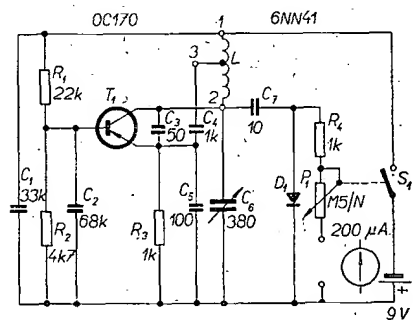 OC170 1 6NN41
3 L
R1 22k T1 2 C7 10
C3 50 C4 1k R4 1k
C1 33k C2 68k D1 P1 M5/N S1
R2 4k7 R3 1k C5 100 C6 380 200 µA
+ 9V